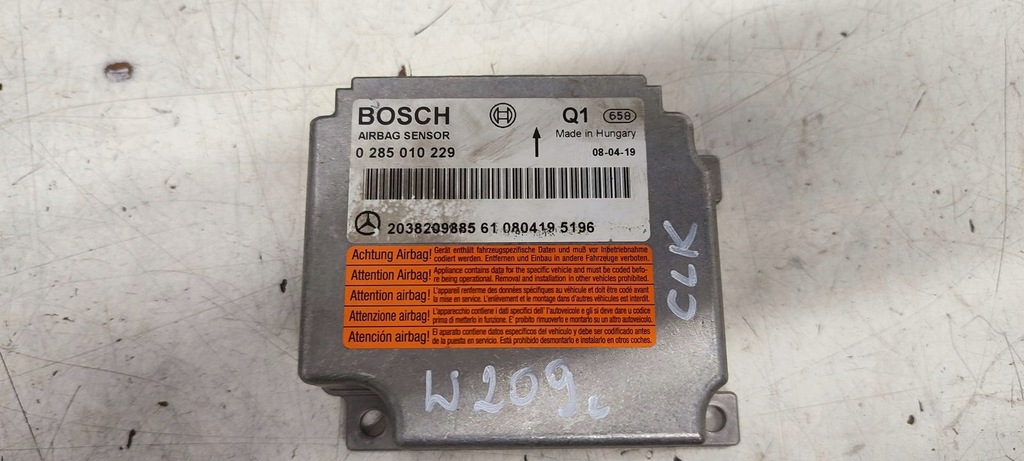 BOSCH Q1 658
AIRBAG SENSOR Made in Hungary
0 285 010 229 08-04-19
2038209885 61 080419 5196
Achtung Airbag! Gerät enthält fahrzeugspezifische Daten und muß vor Inbetriebnahme
codiert werden. Entfernen und Einbau in andere Fahrzeuge verboten.
Attention Airbag! Appliance contains data for the specific vehicle and must be coded befo-
re being operational. Removal and installation in other vehicles prohibited.
Attention airbag! L'appareil renferme des données spécifiques au véhicule et doit être codé avant
la mise en service. L'enlèvement et le montage dans d'autres véhicules est interdit.
Attenzione airbag! L'apparecchio contiene i dati specifici dell' l'autoveicolo e gli si deve dare u codice
prima di metterlo in funzione. E' proibito rimuoverlo e montarlo su un altro autoveicolo.
Atención airbag! El aparato contiene datos específicos del vehículo y debe ser codificado antes
de la puesta en servicio. Está prohibido desmontarlo e instalarlo en otros coches.
CLK
W209c